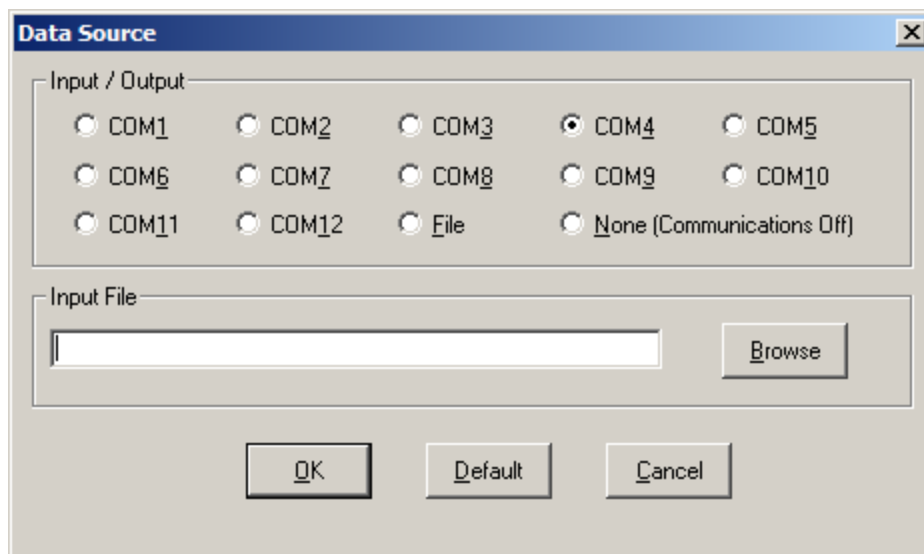 Data Source
Input / Output
COM1 COM2 COM3 COM4 COM5
COM6 COM7 COM8 COM9 COM10
COM11 COM12 File None (Communications Off)
Input File
Browse
OK Default Cancel